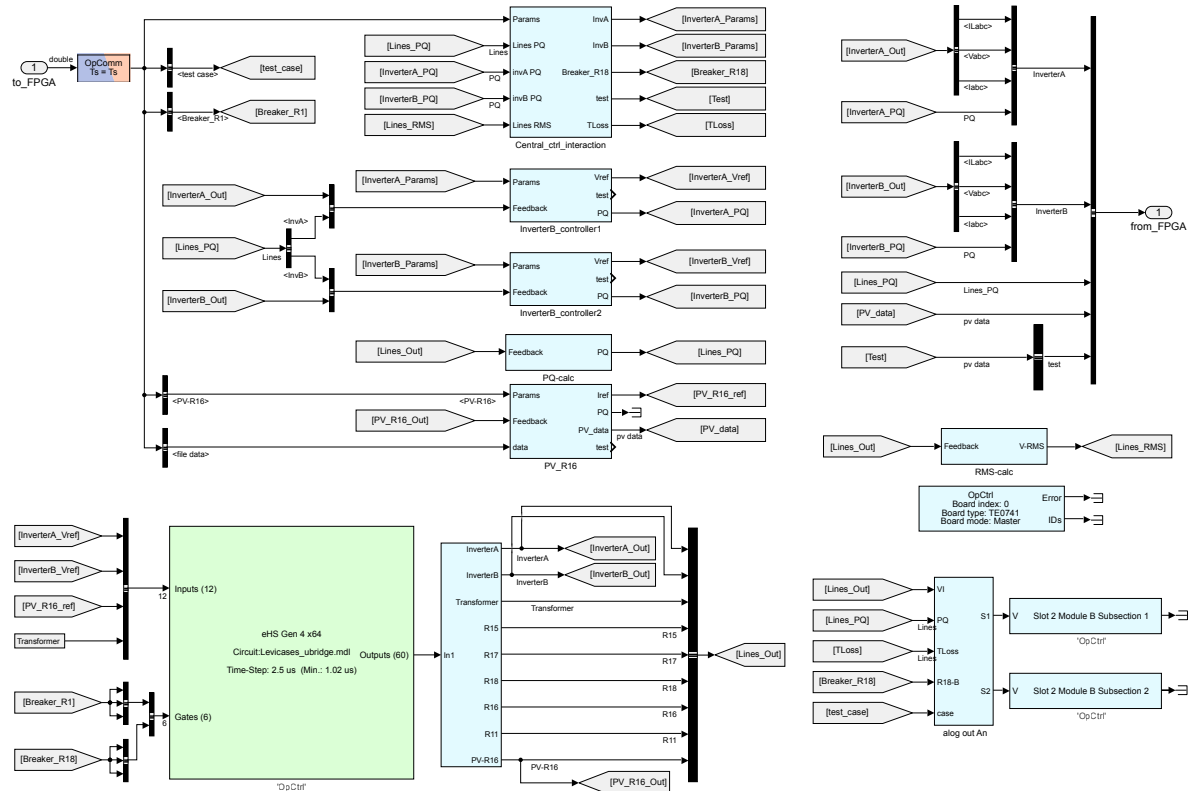 1
to_FPGA
double
OpComm
Ts = Ts
<test case>
[test_case]
<Breaker_R1>
[Breaker_R1]
[Lines_PQ]
Lines
[InverterA_PQ]
PQ
[InverterB_PQ]
PQ
[Lines_RMS]
Params
Lines PQ
invA PQ
invB PQ
Lines RMS
InvA
InvB
Breaker_R18
test
TLoss
Central_ctrl_interaction
[InverterA_Params]
[InverterB_Params]
[Breaker_R18]
[Test]
[TLoss]
[InverterA_Out]
[Lines_PQ]
Lines
<InvA>
<InvB>
[InverterB_Out]
[InverterA_Params]
Params
Feedback
Vref
test
PQ
InverterB_controller1
[InverterA_Vref]
[InverterA_PQ]
[InverterB_Params]
Params
Feedback
Vref
test
PQ
InverterB_controller2
[InverterB_Vref]
[InverterB_PQ]
[Lines_Out]
Feedback
PQ
PQ-calc
[Lines_PQ]
<PV-R16>
<PV-R16>
[PV_R16_Out]
<file data>
Params
Feedback
data
Iref
PQ
PV_data
test
PV_R16
pv data
[PV_R16_ref]
[PV_data]
[InverterA_Out]
<ILabc>
<Vabc>
<Iabc>
InverterA
[InverterA_PQ]
PQ
[InverterB_Out]
<ILabc>
<Vabc>
<Iabc>
InverterB
[InverterB_PQ]
PQ
[Lines_PQ]
Lines_PQ
[PV_data]
pv data
[Test]
pv data
test
1
from_FPGA
[Lines_Out]
Feedback
V-RMS
RMS-calc
[Lines_RMS]
OpCtrl
Board index: 0
Board type: TE0741
Board mode: Master
Error
IDs
[InverterA_Vref]
[InverterB_Vref]
[PV_R16_ref]
Transformer
12
[Breaker_R1]
[Breaker_R18]
6
Inputs (12)
Gates (6)
eHS Gen 4 x64
Circuit:Levicases_ubridge.mdl
Time-Step: 2.5 us (Min.: 1.02 us)
Outputs (60)
'OpCtrl'
In1
InverterA
InverterB
Transformer
R15
R17
R18
R16
R11
PV-R16
InverterA
InverterB
Transformer
R15
R17
R18
R16
R11
PV-R16
[InverterA_Out]
[InverterB_Out]
[PV_R16_Out]
[Lines_Out]
[Lines_Out]
[Lines_PQ]
Lines
[TLoss]
Lines
[Breaker_R18]
[test_case]
VI
PQ
TLoss
R18-B
case
S1
S2
alog out An
V
Slot 2 Module B Subsection 1
'OpCtrl'
V
Slot 2 Module B Subsection 2
'OpCtrl'